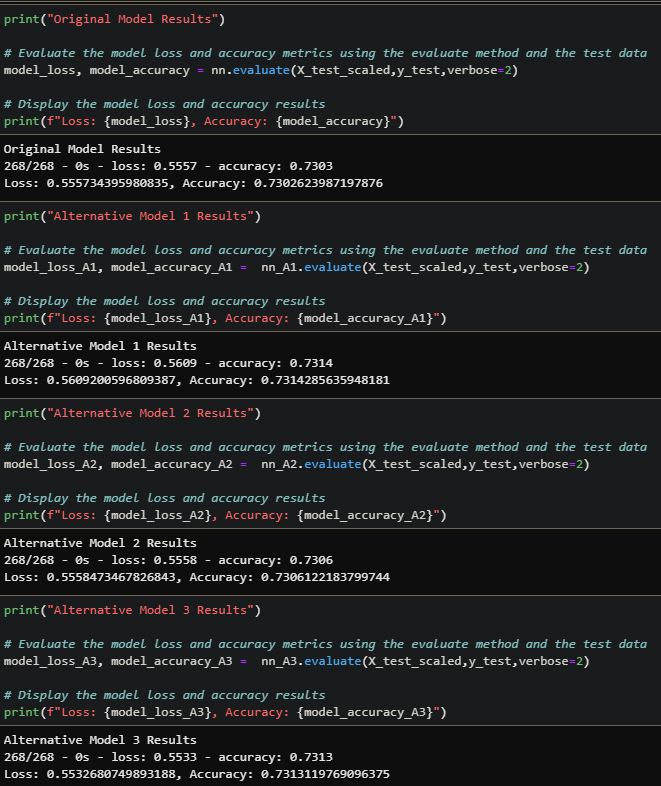 print("Original Model Results")
# Evaluate the model loss and accuracy metrics using the evaluate method and the test data
model_loss, model_accuracy = nn.evaluate(X_test_scaled,y_test,verbose=2)
# Display the model loss and accuracy results
print(f"Loss: {model_loss}, Accuracy: {model_accuracy}")
Original Model Results
268/268 - 0s - loss: 0.5557 - accuracy: 0.7303
Loss: 0.555734395980835, Accuracy: 0.7302623987197876
print("Alternative Model 1 Results")
# Evaluate the model loss and accuracy metrics using the evaluate method and the test data
model_loss_A1, model_accuracy_A1 =  nn_A1.evaluate(X_test_scaled,y_test,verbose=2)
# Display the model loss and accuracy results
print(f"Loss: {model_loss_A1}, Accuracy: {model_accuracy_A1}")
Alternative Model 1 Results
268/268 - 0s - loss: 0.5609 - accuracy: 0.7314
Loss: 0.5609200596809387, Accuracy: 0.7314285635948181
print("Alternative Model 2 Results")
# Evaluate the model loss and accuracy metrics using the evaluate method and the test data
model_loss_A2, model_accuracy_A2 =  nn_A2.evaluate(X_test_scaled,y_test,verbose=2)
# Display the model loss and accuracy results
print(f"Loss: {model_loss_A2}, Accuracy: {model_accuracy_A2}")
Alternative Model 2 Results
268/268 - 0s - loss: 0.5558 - accuracy: 0.7306
Loss: 0.5558473467826843, Accuracy: 0.7306122183799744
print("Alternative Model 3 Results")
# Evaluate the model loss and accuracy metrics using the evaluate method and the test data
model_loss_A3, model_accuracy_A3 =  nn_A3.evaluate(X_test_scaled,y_test,verbose=2)
# Display the model loss and accuracy results
print(f"Loss: {model_loss_A3}, Accuracy: {model_accuracy_A3}")
Alternative Model 3 Results
268/268 - 0s - loss: 0.5533 - accuracy: 0.7313
Loss: 0.5532680749893188, Accuracy: 0.7313119769096375